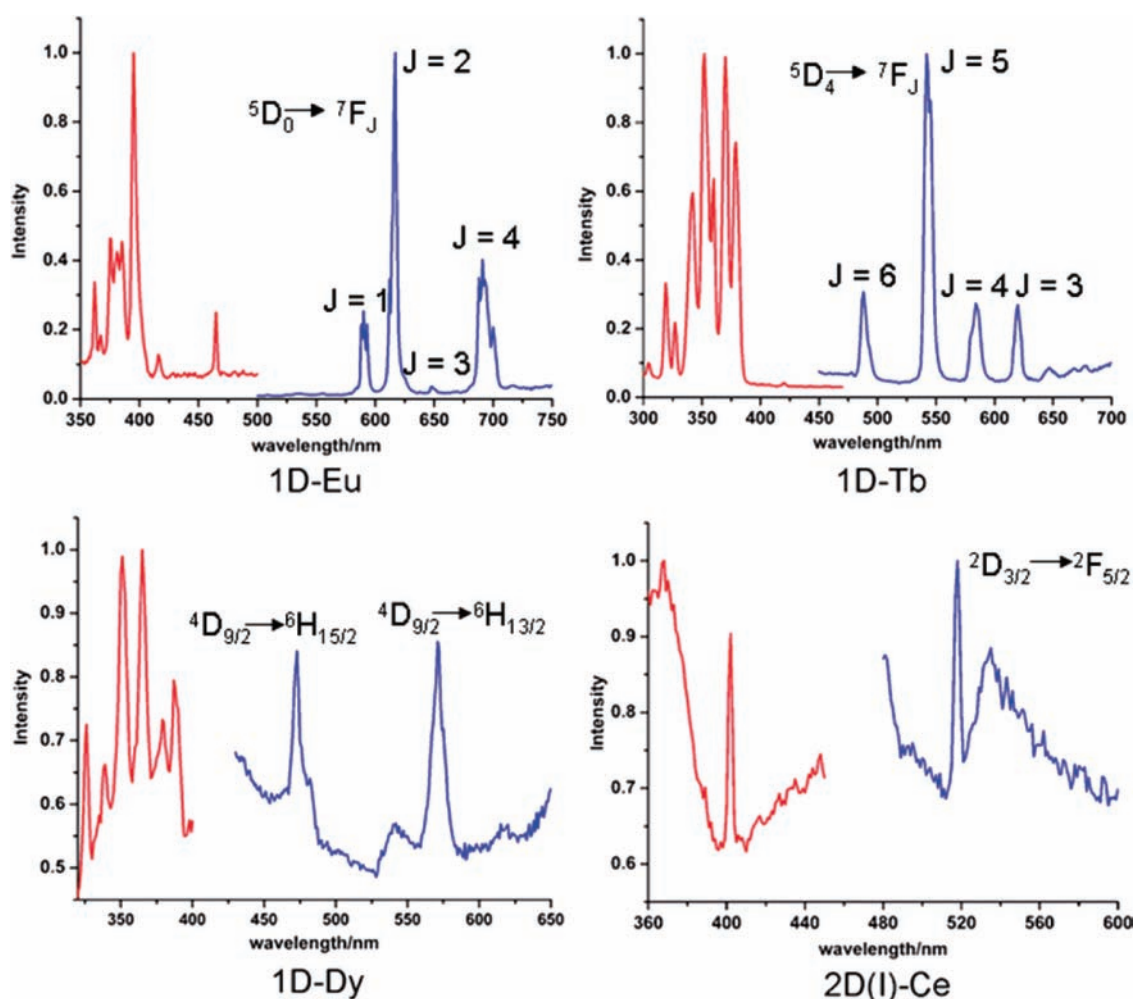 J = 2
⁵D₀→ ⁷F_J
J = 4
J = 1
J = 3
Intensity
1.0
0.8
0.6
0.4
0.2
0.0
350 400 450 500 550 600 650 700 750
wavelength/nm
1D-Eu
J = 5
⁵D₄→ ⁷F_J
J = 6
J = 4 J = 3
Intensity
1.0
0.8
0.6
0.4
0.2
0.0
300 350 400 450 500 550 600 650 700
wavelength/nm
1D-Tb
⁴D₉/₂→⁶H₁₅/₂
⁴D₉/₂→⁶H₁₃/₂
Intensity
1.0
0.9
0.8
0.7
0.6
0.5
350 400 450 500 550 600 650
wavelength/nm
1D-Dy
²D₃/₂→²F₅/₂
Intensity
1.0
0.9
0.8
0.7
0.6
360 400 440 480 520 560 600
wavelength/nm
2D(I)-Ce